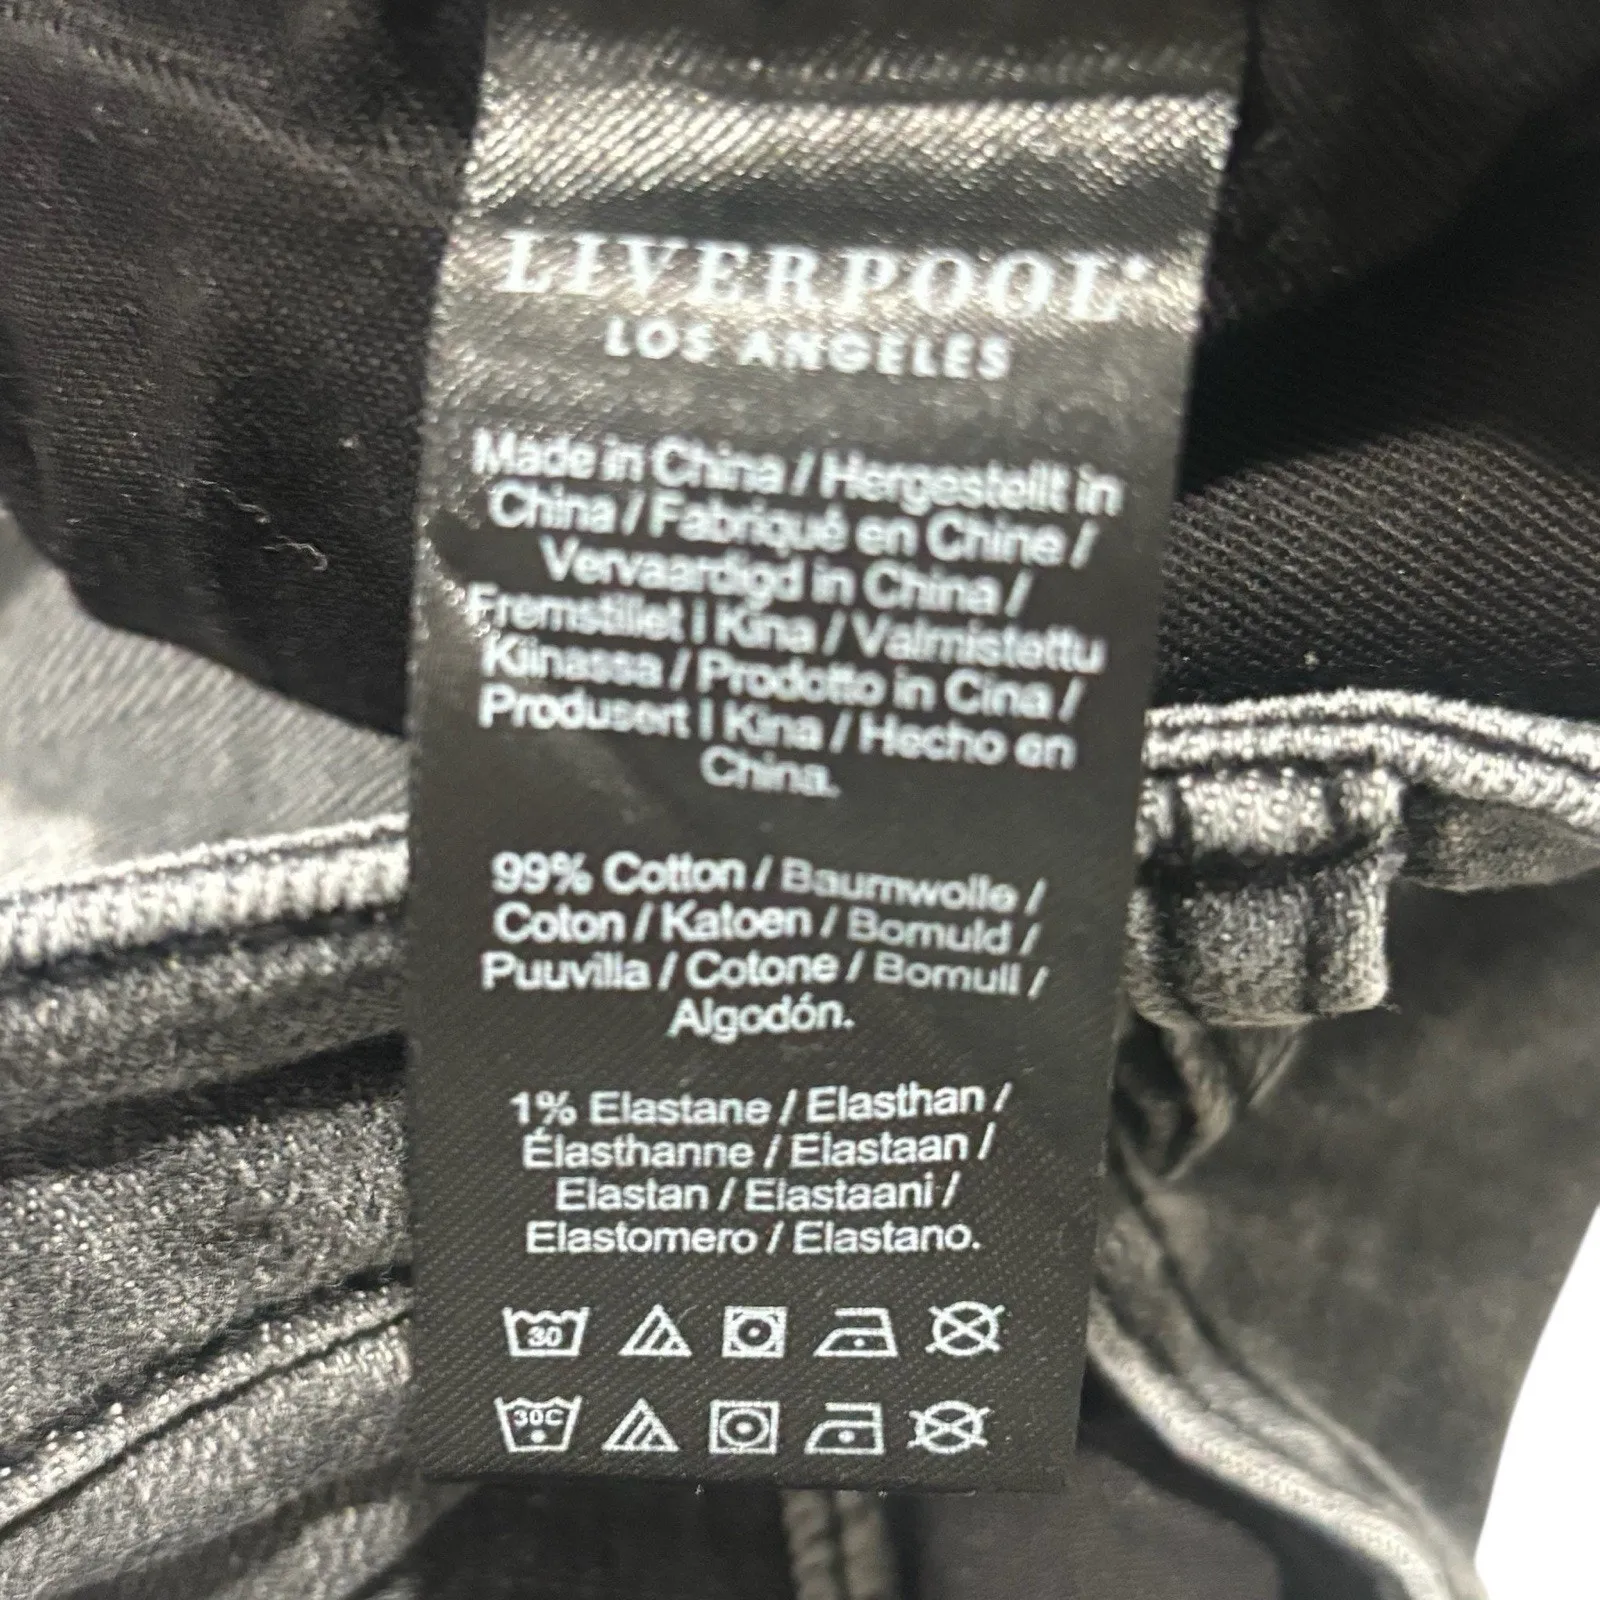 LIVERPOOL
LOS ANGELES
Made in China / Hergestellt in
China / Fabriqué en Chine /
Vervaardigd in China /
Fremstillet I Kina / Valmistettu
Kiinassa / Prodotto in Cina /
Produsert I Kina / Hecho en
China.
99% Cotton / Baumwolle /
Coton / Katoen / Bomuld /
Puuvilla / Cotone / Bomull /
Algodón.
1% Elastane / Elasthan /
Élasthanne / Elastaan /
Elastan / Elastaani /
Elastomero / Elastano.
30
30C